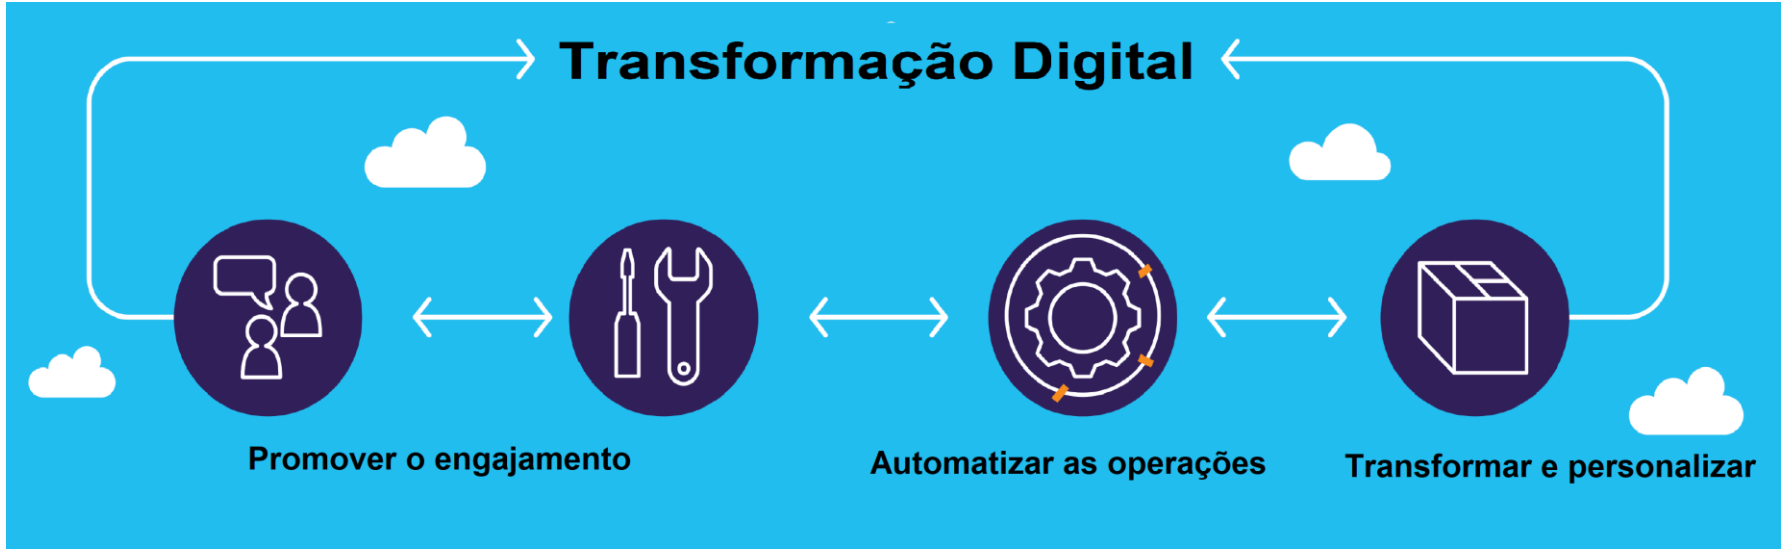 Transformação Digital
Promover o engajamento
Automatizar as operações
Transformar e personalizar